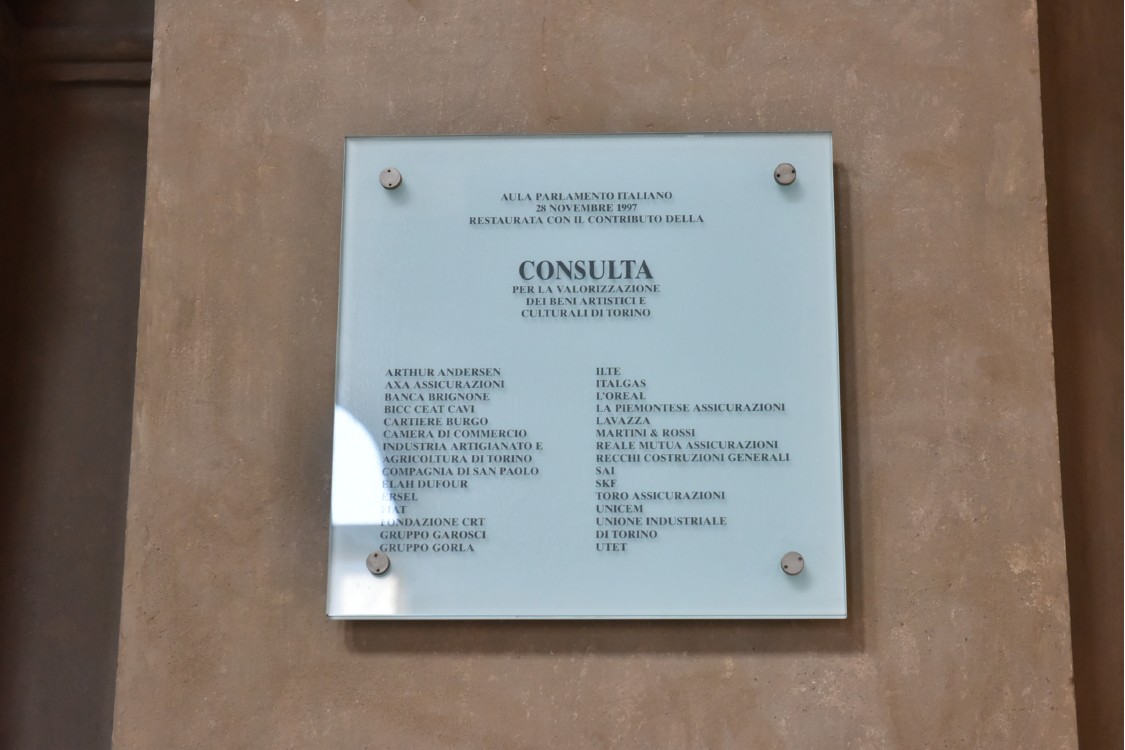 AULA PARLAMENTO ITALIANO
28 NOVEMBRE 1997
RESTAURATA CON IL CONTRIBUTO DELLA
CONSULTA
PER LA VALORIZZAZIONE
DEI BENI ARTISTICI E
CULTURALI DI TORINO
ARTHUR ANDERSEN
AXA ASSICURAZIONI
BANCA BRIGNONE
BICC CEAT CAVI
CARTIERE BURGO
CAMERA DI COMMERCIO
INDUSTRIA ARTIGIANATO E
AGRICOLTURA DI TORINO
COMPAGNIA DI SAN PAOLO
ELAH DUFOUR
ERSEL
FIAT
FONDAZIONE CRT
GRUPPO GAROSCI
GRUPPO GORLA
ILTE
ITALGAS
L'OREAL
LA PIEMONTESE ASSICURAZIONI
LAVAZZA
MARTINI & ROSSI
REALE MUTUA ASSICURAZIONI
RECCHI COSTRUZIONI GENERALI
SAI
SKF
TORO ASSICURAZIONI
UNICEM
UNIONE INDUSTRIALE
DI TORINO
UTET